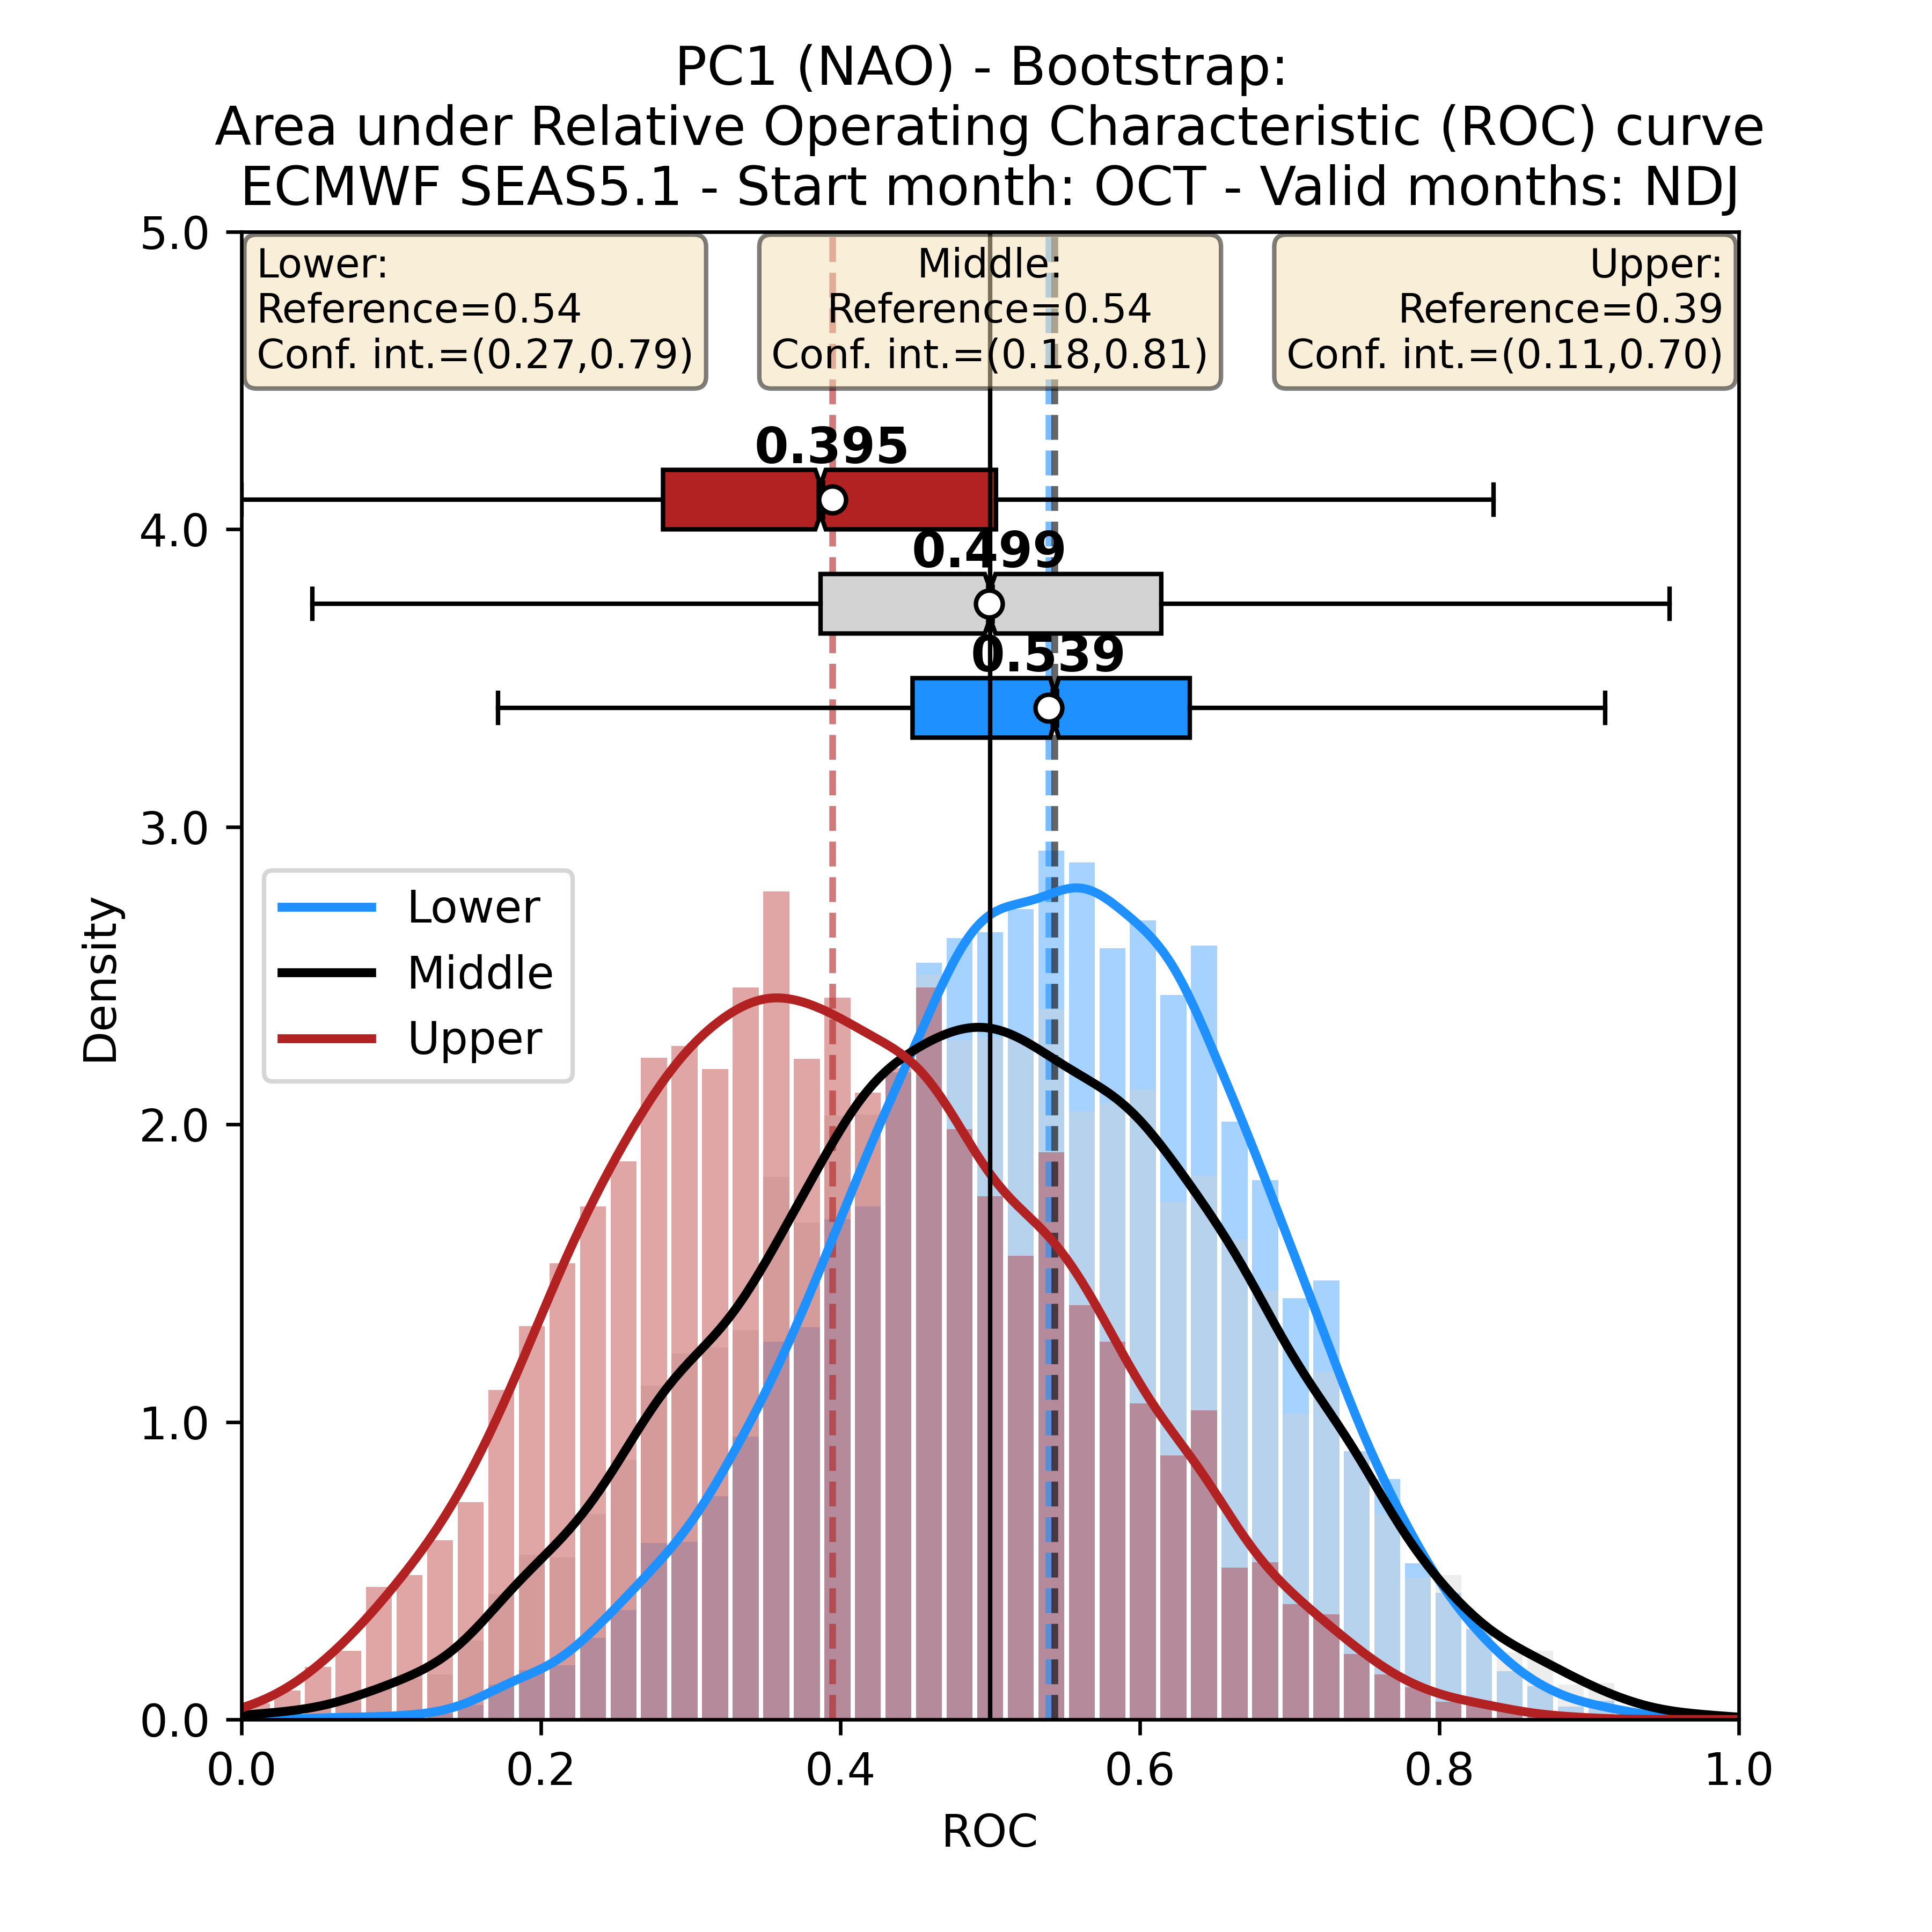 PC1 (NAO) - Bootstrap:
Area under Relative Operating Characteristic (ROC) curve
ECMWF SEAS5.1 - Start month: OCT - Valid months: NDJ
Lower:
Reference=0.54
Conf. int.=(0.27,0.79)
Middle:
Reference=0.54
Conf. int.=(0.18,0.81)
Upper:
Reference=0.39
Conf. int.=(0.11,0.70)
0.395
0.499
0.539
5.0
4.0
3.0
2.0
1.0
0.0
Density
Lower
Middle
Upper
0.0 0.2 0.4 0.6 0.8 1.0
ROC